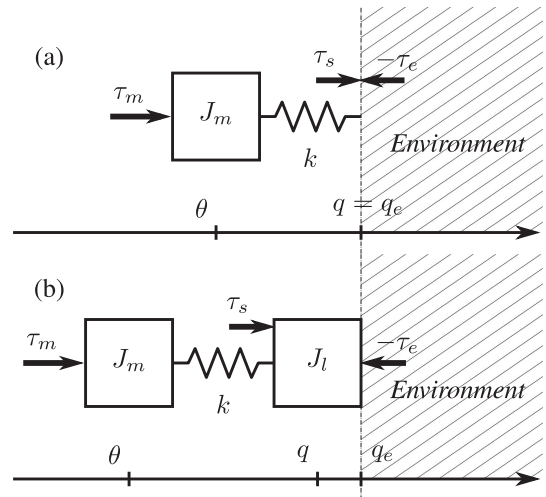 (a)
τ_s
−τ_e
τ_m
J_m
k
Environment
θ
q = q_e
(b)
τ_s
τ_m
J_m
J_l
−τ_e
k
Environment
θ
q
q_e